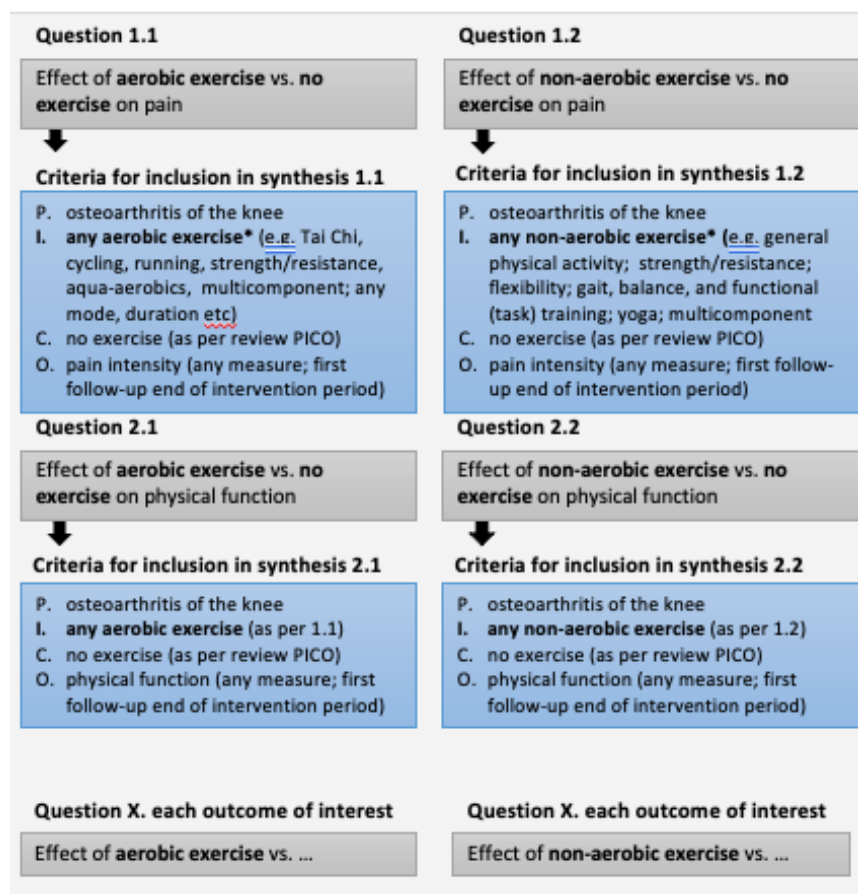 Question 1.1
Effect of aerobic exercise vs. no
exercise on pain
Criteria for inclusion in synthesis 1.1
P. osteoarthritis of the knee
I. any aerobic exercise* (e.g. Tai Chi,
cycling, running, strength/resistance,
aqua-aerobics, multicomponent; any
mode, duration etc)
C. no exercise (as per review PICO)
O. pain intensity (any measure; first
follow-up end of intervention period)
Question 1.2
Effect of non-aerobic exercise vs. no
exercise on pain
Criteria for inclusion in synthesis 1.2
P. osteoarthritis of the knee
I. any non-aerobic exercise* (e.g. general
physical activity; strength/resistance;
flexibility; gait, balance, and functional
(task) training; yoga; multicomponent
C. no exercise (as per review PICO)
O. pain intensity (any measure; first follow-
up end of intervention period)
Question 2.1
Effect of aerobic exercise vs. no
exercise on physical function
Criteria for inclusion in synthesis 2.1
P. osteoarthritis of the knee
I. any aerobic exercise (as per 1.1)
C. no exercise (as per review PICO)
O. physical function (any measure; first
follow-up end of intervention period)
Question 2.2
Effect of non-aerobic exercise vs. no
exercise on physical function
Criteria for inclusion in synthesis 2.2
P. osteoarthritis of the knee
I. any non-aerobic exercise (as per 1.2)
C. no exercise (as per review PICO)
O. physical function (any measure; first
follow-up end of intervention period)
Question X. each outcome of interest
Effect of aerobic exercise vs. ...
Question X. each outcome of interest
Effect of non-aerobic exercise vs. ...